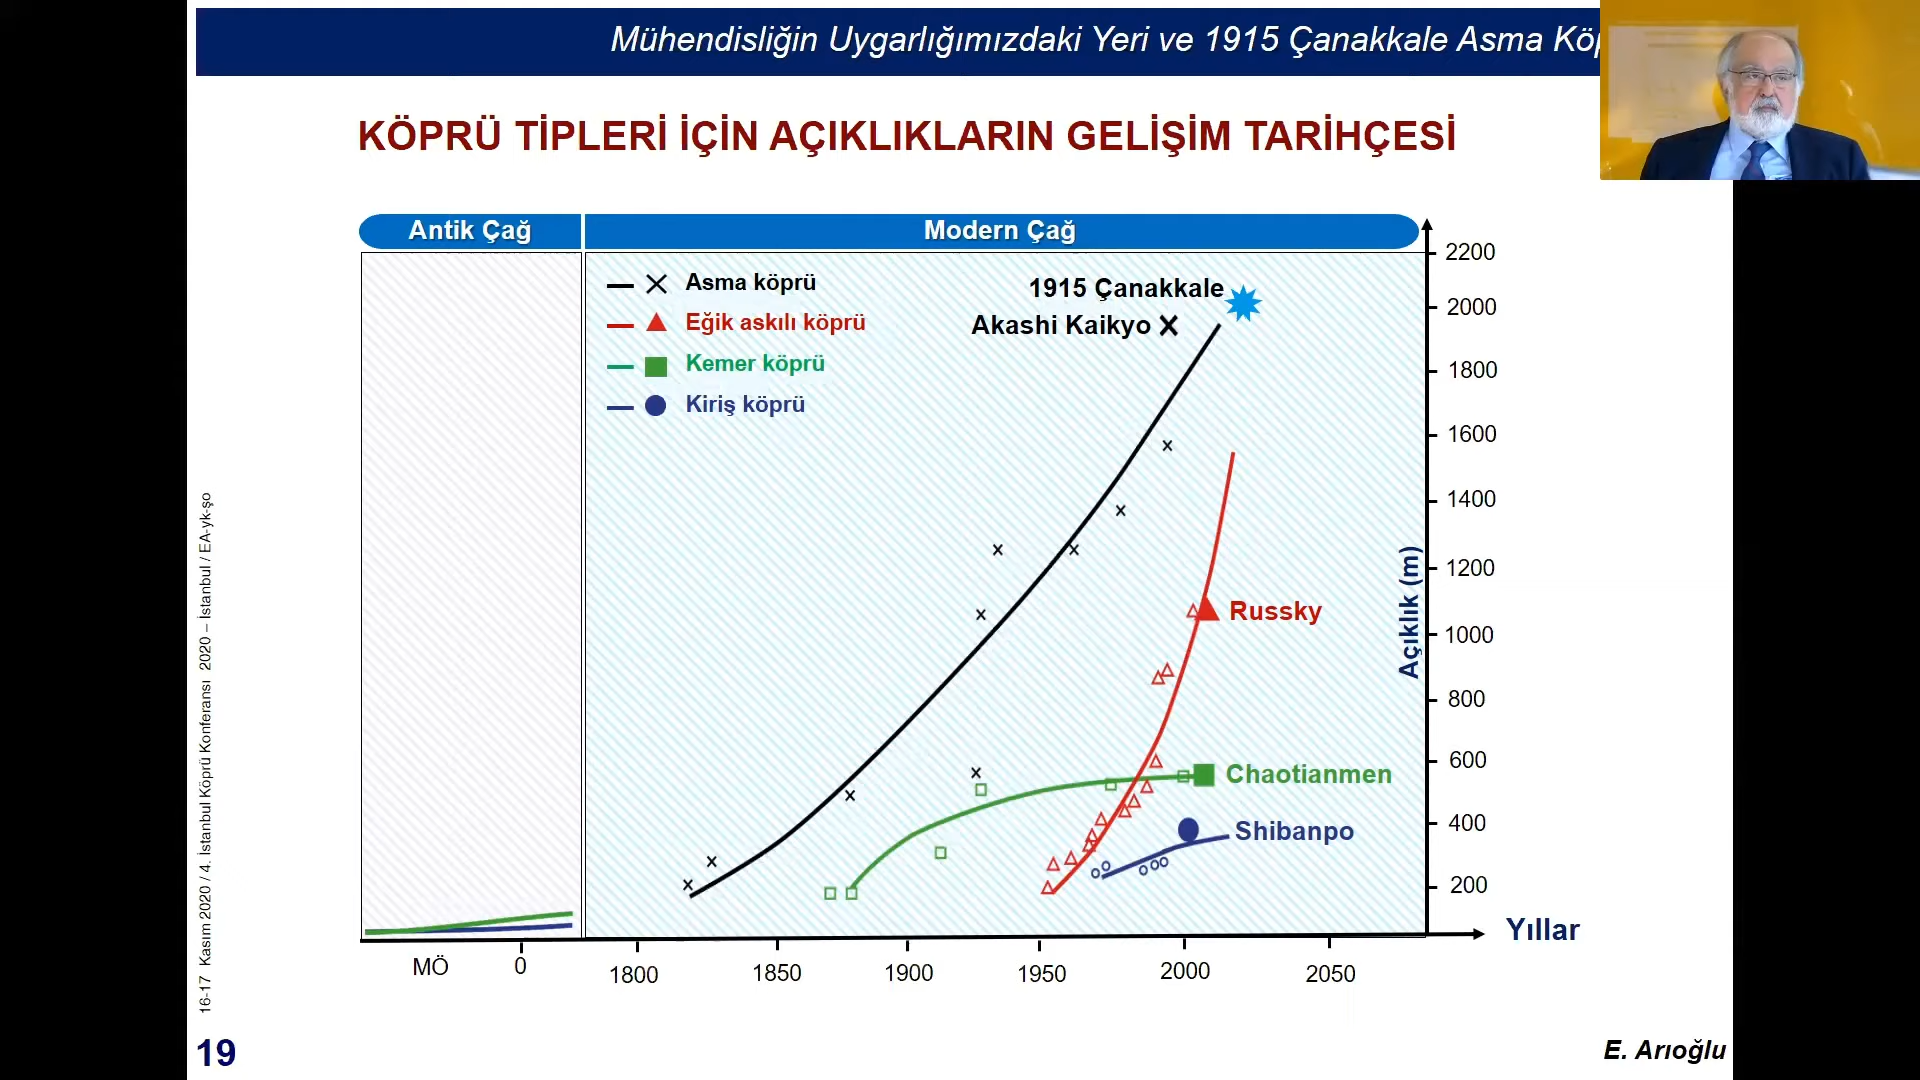 Mühendisliğin Uygarlığımızdaki Yeri ve 1915 Çanakkale Asma
KÖPRÜ TİPLERİ İÇİN AÇIKLIKLARIN GELİŞİM TARİHÇESİ
Antik Çağ
Modern Çağ
Asma köprü
Eğik askılı köprü
Kemer köprü
Kiriş köprü
1915 Çanakkale
Akashi Kaikyo
Russky
Chaotianmen
Shibanpo
2200
2000
1800
1600
1400
1200
1000
800
600
400
200
Açıklık (m)
Yıllar
MÖ
0
1800
1850
1900
1950
2000
2050
16-17 Kasım 2020 / 4. İstanbul Köprü Konferansı 2020 – İstanbul / EA-yk-şo
19
E. Arıoğlu